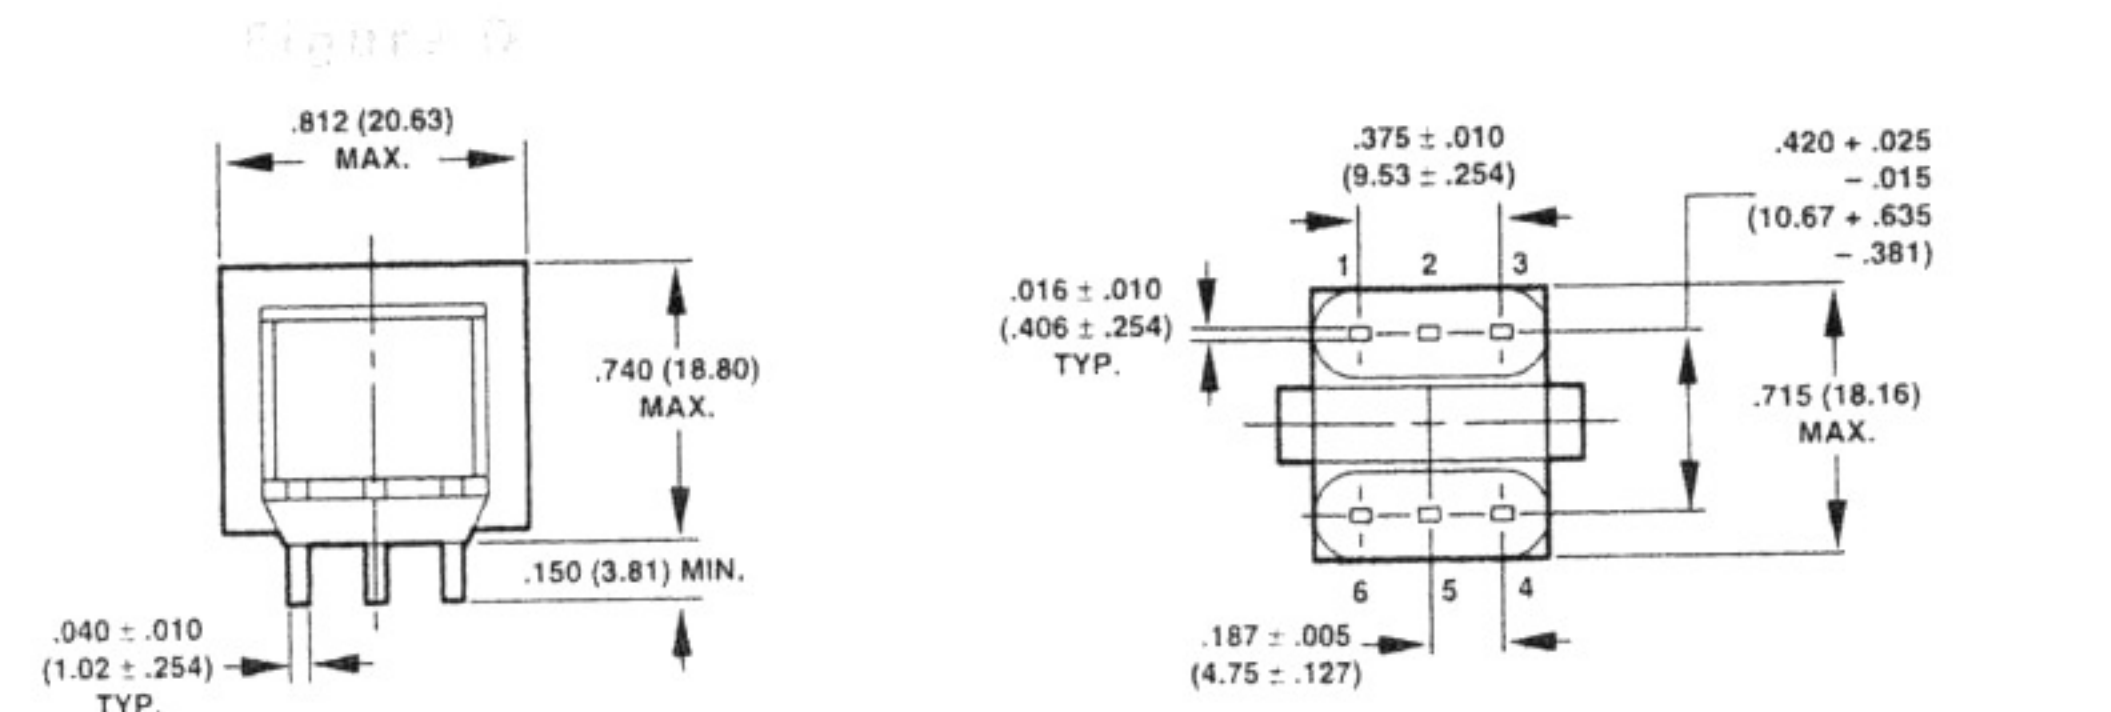 .812 (20.63)
MAX.
.740 (18.80)
MAX.
.150 (3.81) MIN.
.040 ± .010
(1.02 ± .254)
TYP.
.375 ± .010
(9.53 ± .254)
.420 + .025
- .015
(10.67 + .635
- .381)
1 2 3
.016 ± .010
(.406 ± .254)
TYP.
.715 (18.16)
MAX.
6 5 4
.187 ± .005
(4.75 ± .127)